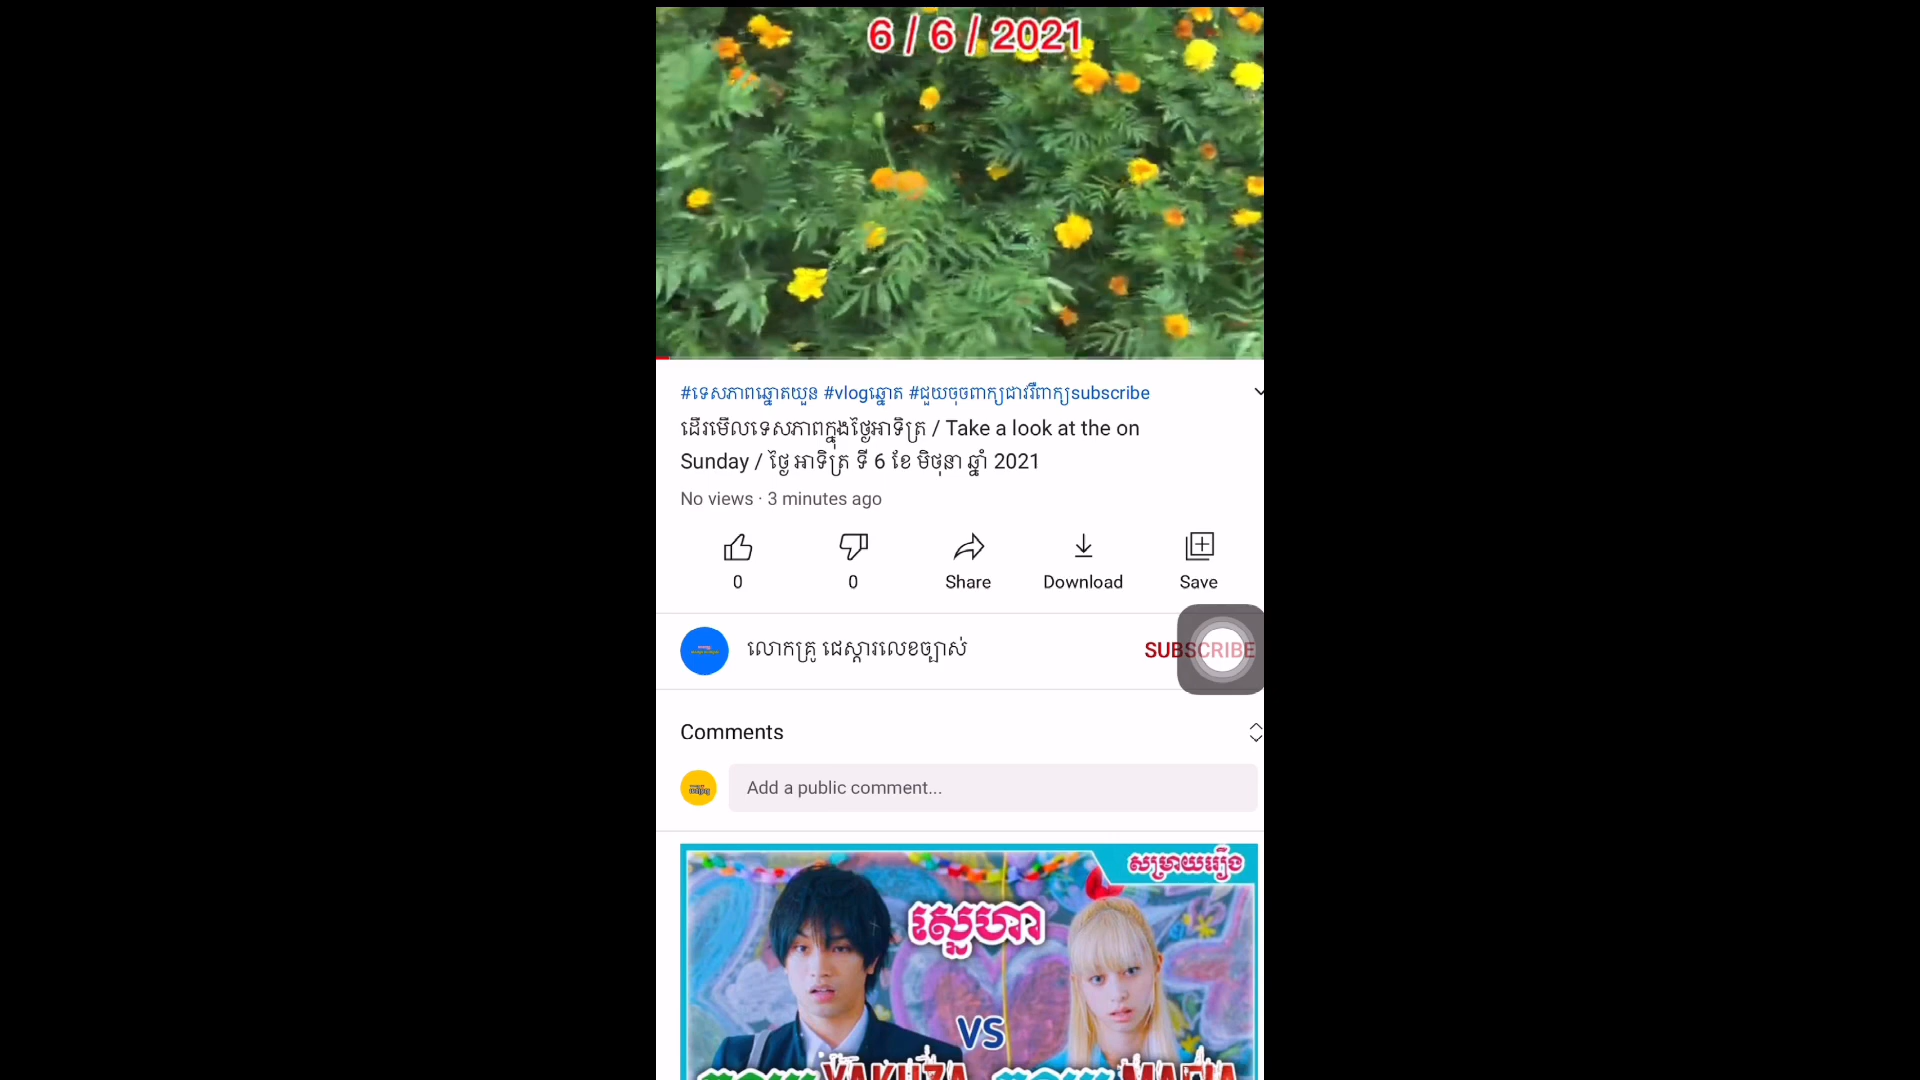 6 / 6 / 2021
#ទេសភាពឆ្នោតយួន #vlogឆ្នោត #ជួយចុចពាក្យជាវរឺពាក្យsubscribe
ដើរមើលទេសភាពក្នុងថ្ងៃអាទិត្រ / Take a look at the on
Sunday / ថ្ងៃ អាទិត្រ ទី 6 ខែ មិថុនា ឆ្នាំ 2021
No views · 3 minutes ago
0 0 Share Download Save
លោកគ្រូ ជេស្តារលេខច្បាស់ SUBSCRIBE
Comments
Add a public comment...
សម្រាយរឿង
ស្នេហា
VS
YAKUZA MAFIA